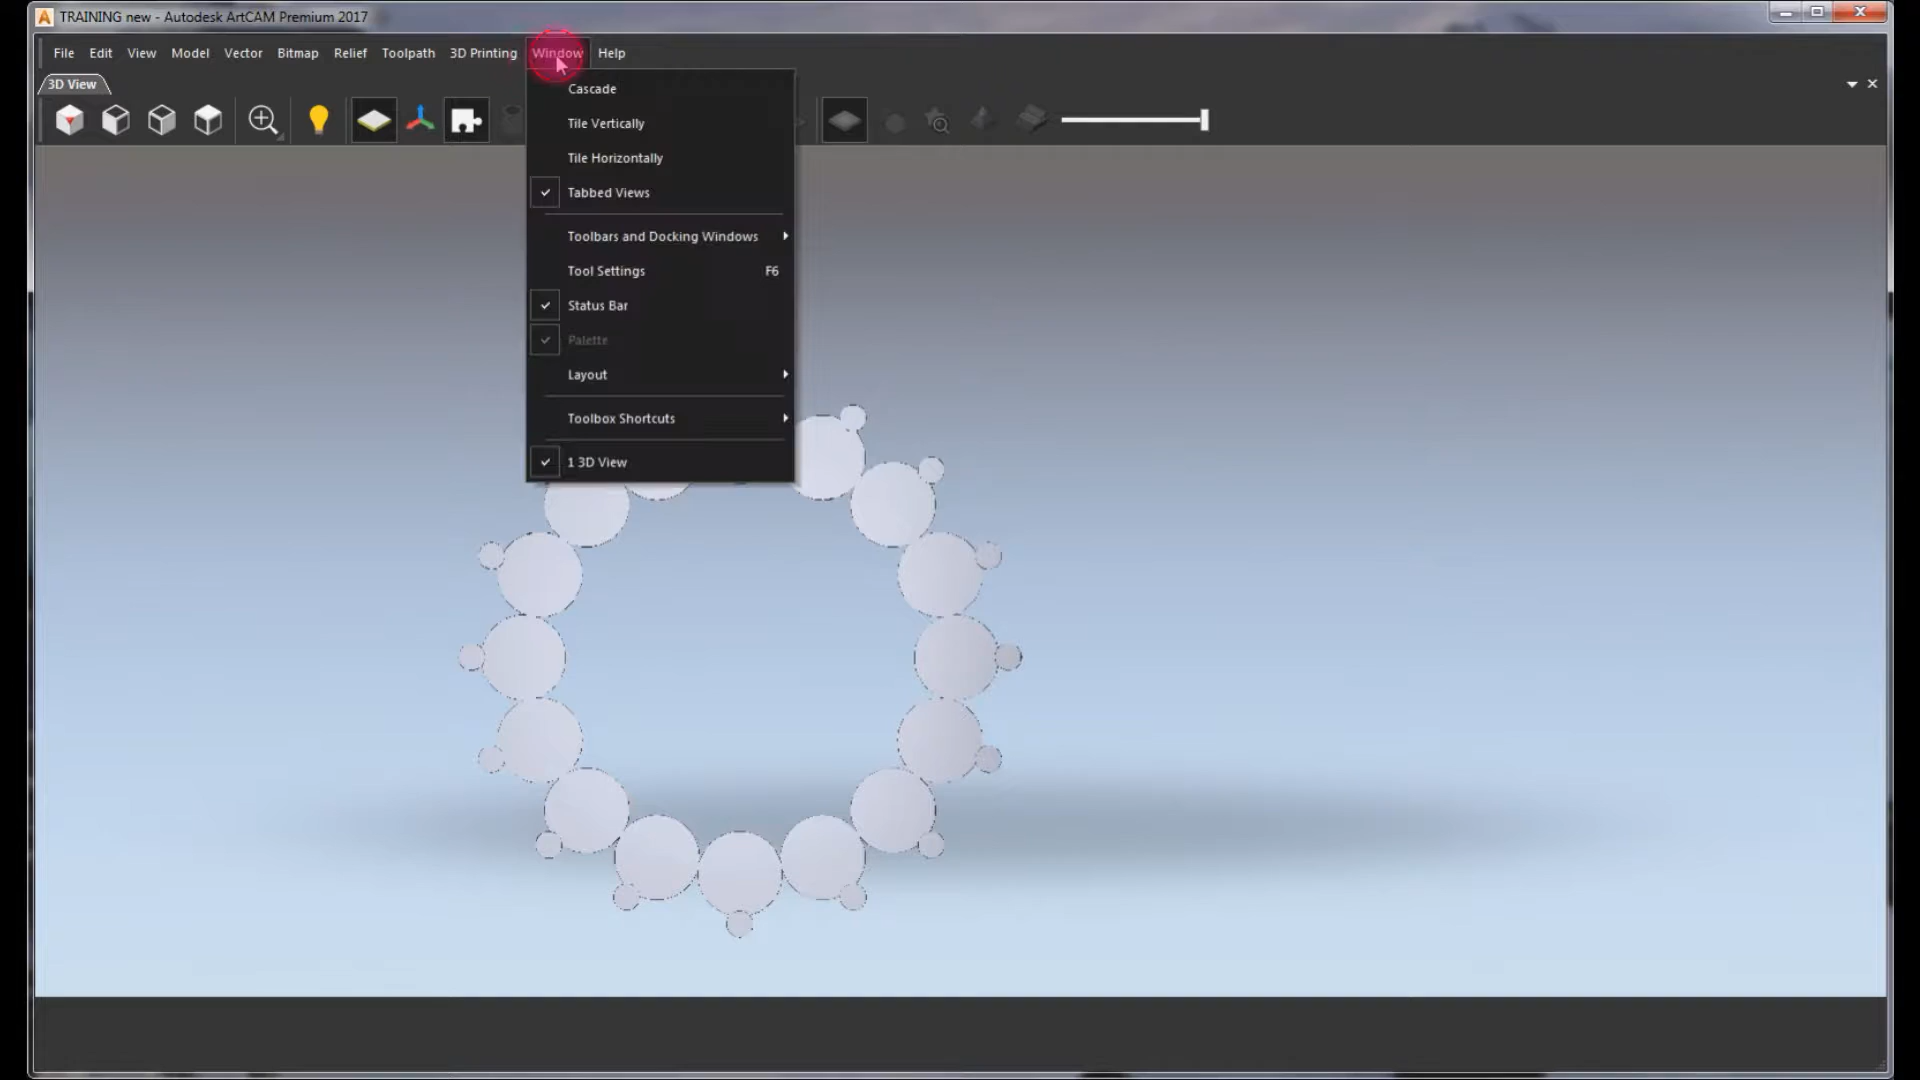 TRAINING new - Autodesk ArtCAM Premium 2017
File Edit View Model Vector Bitmap Relief Toolpath 3D Printing Window Help
3D View
Cascade
Tile Vertically
Tile Horizontally
Tabbed Views
Toolbars and Docking Windows
Tool Settings F6
Status Bar
Palette
Layout
Toolbox Shortcuts
1 3D View